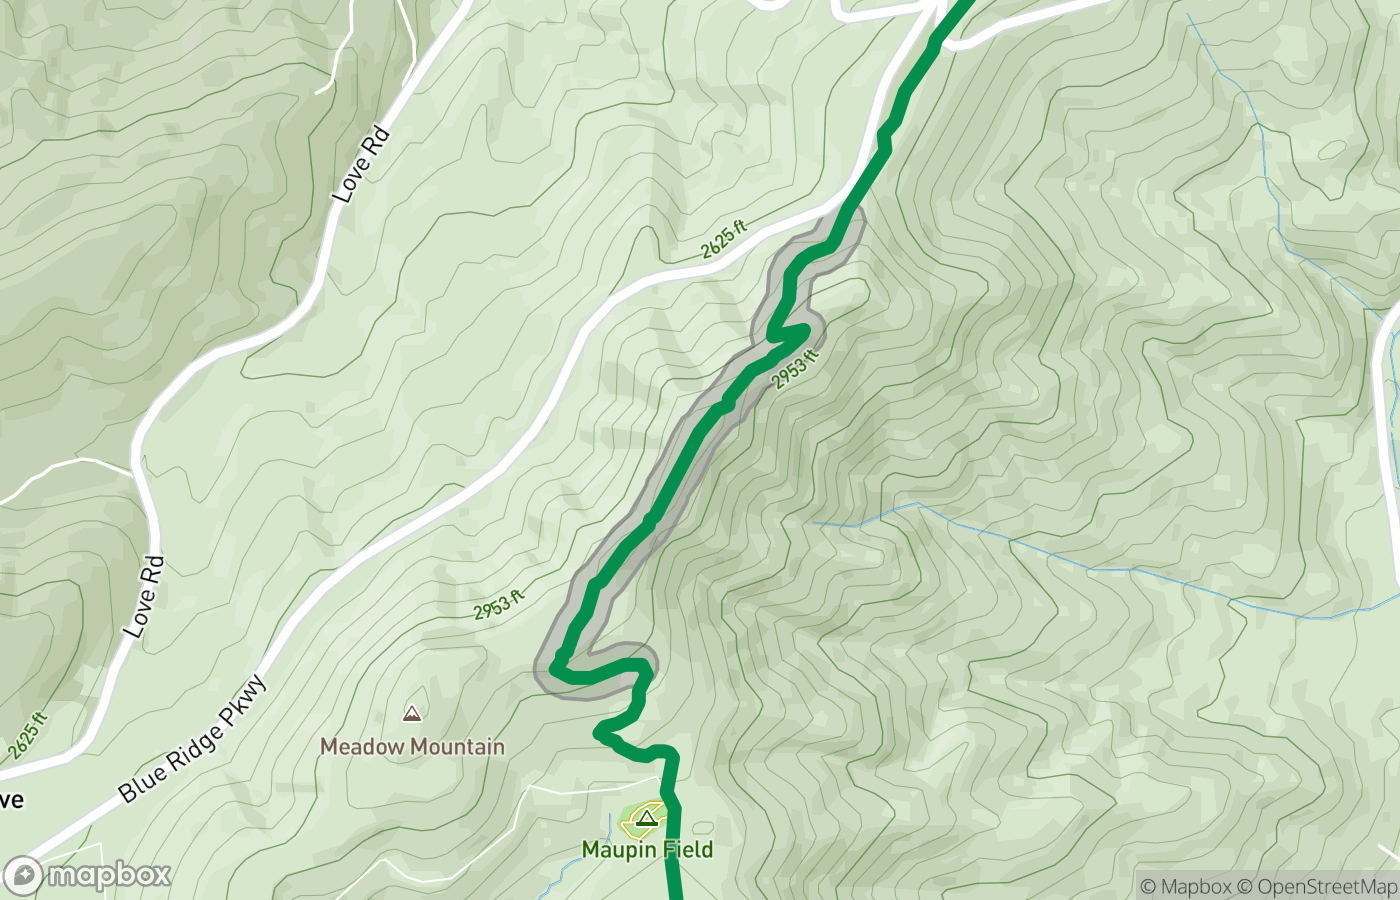 Love Rd
2625 ft
2953 ft
Love Rd
2953 ft
Blue Ridge Pkwy
2625 ft
Meadow Mountain
ve
Maupin Field
mapbox
© Mapbox © OpenStreetMap